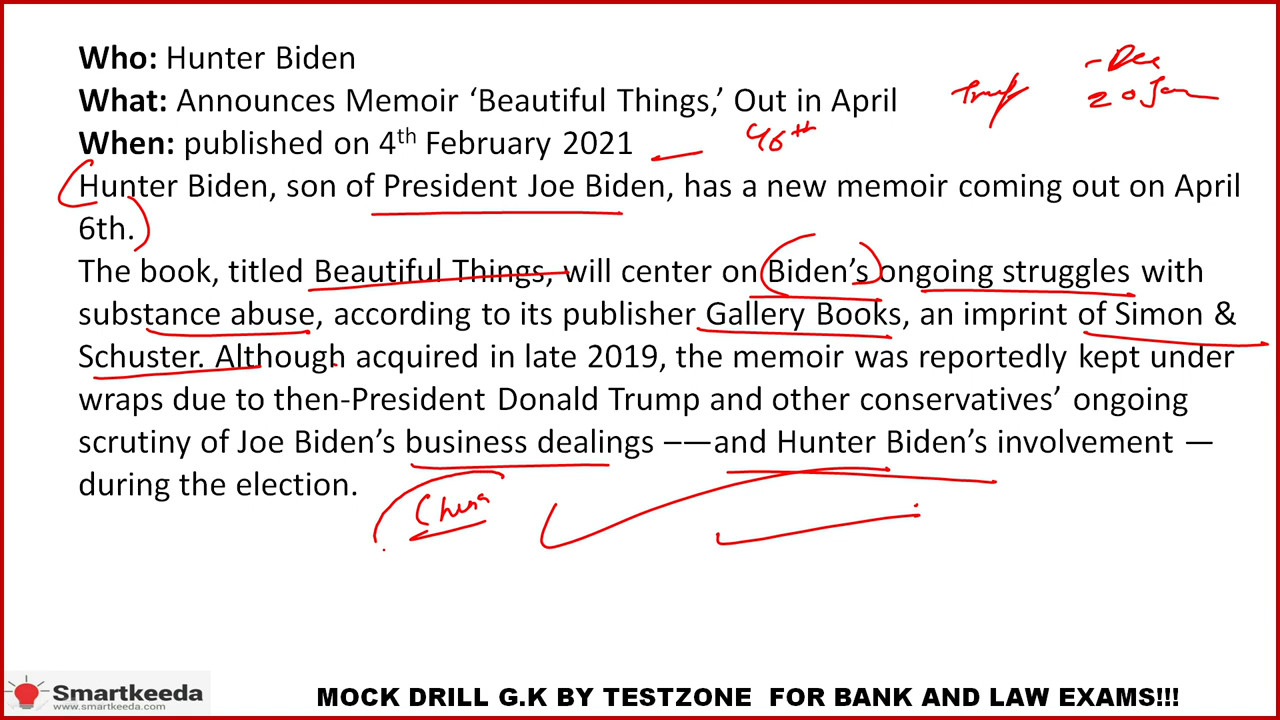 Who: Hunter Biden
- Dec
What: Announces Memoir ‘Beautiful Things,’ Out in April
Trump
20 Jan
When: published on 4th February 2021
46th
Hunter Biden, son of President Joe Biden, has a new memoir coming out on April
6th.
The book, titled Beautiful Things, will center on Biden’s ongoing struggles with
substance abuse, according to its publisher Gallery Books, an imprint of Simon &
Schuster. Although acquired in late 2019, the memoir was reportedly kept under
wraps due to then-President Donald Trump and other conservatives’ ongoing
scrutiny of Joe Biden’s business dealings –—and Hunter Biden’s involvement —
during the election.
China
Smartkeeda
www.smartkeeda.com
MOCK DRILL G.K BY TESTZONE FOR BANK AND LAW EXAMS!!!